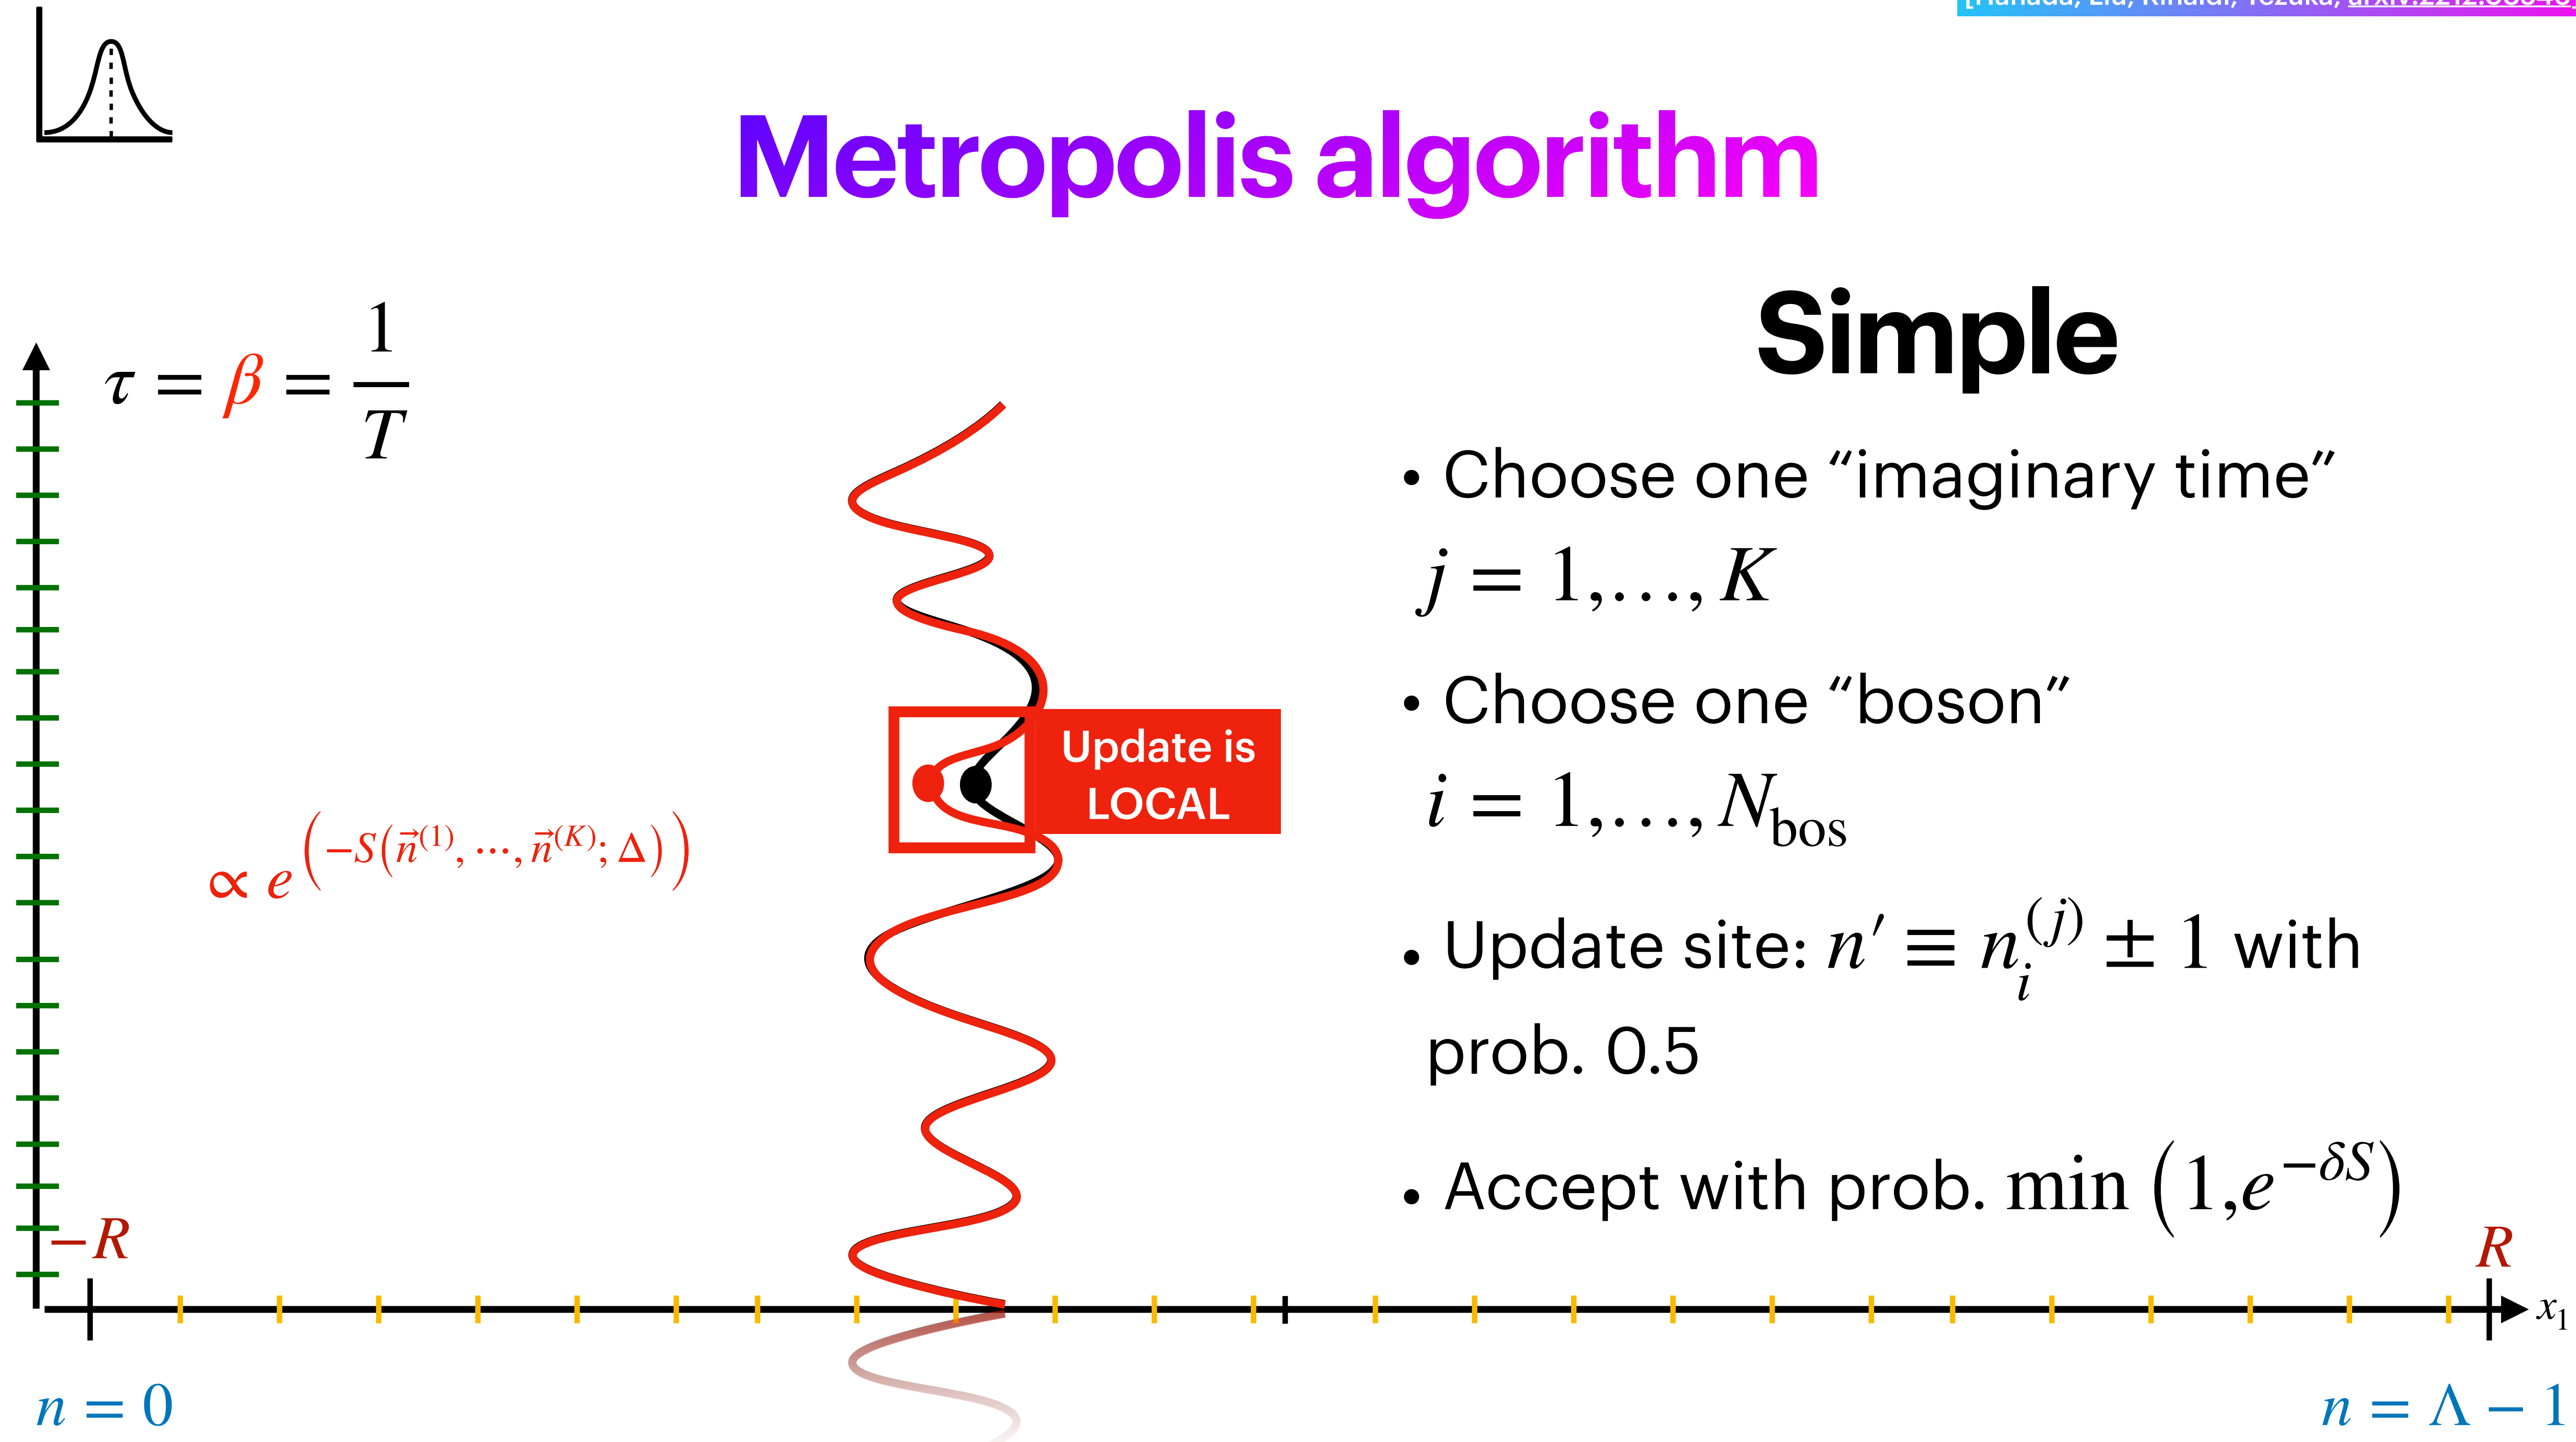 Metropolis algorithm
τ = β = 1/T
∝ e^(−S(n⃗^(1), ⋯, n⃗^(K); Δ))
Update is
LOCAL
Simple
• Choose one “imaginary time”
j = 1,…, K
• Choose one “boson”
i = 1,…, N_bos
• Update site: n′ ≡ n_i^(j) ± 1 with
prob. 0.5
• Accept with prob. min (1,e^−δS)
−R
R
x_1
n = 0
n = Λ − 1